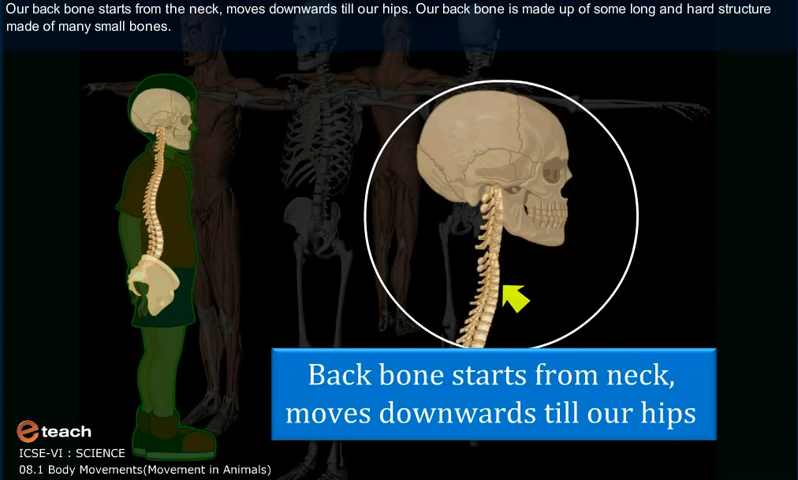 Our back bone starts from the neck, moves downwards till our hips. Our back bone is made up of some long and hard structure
made of many small bones.
Back bone starts from neck,
moves downwards till our hips
eteach
ICSE-VI : SCIENCE
08.1 Body Movements(Movement in Animals)